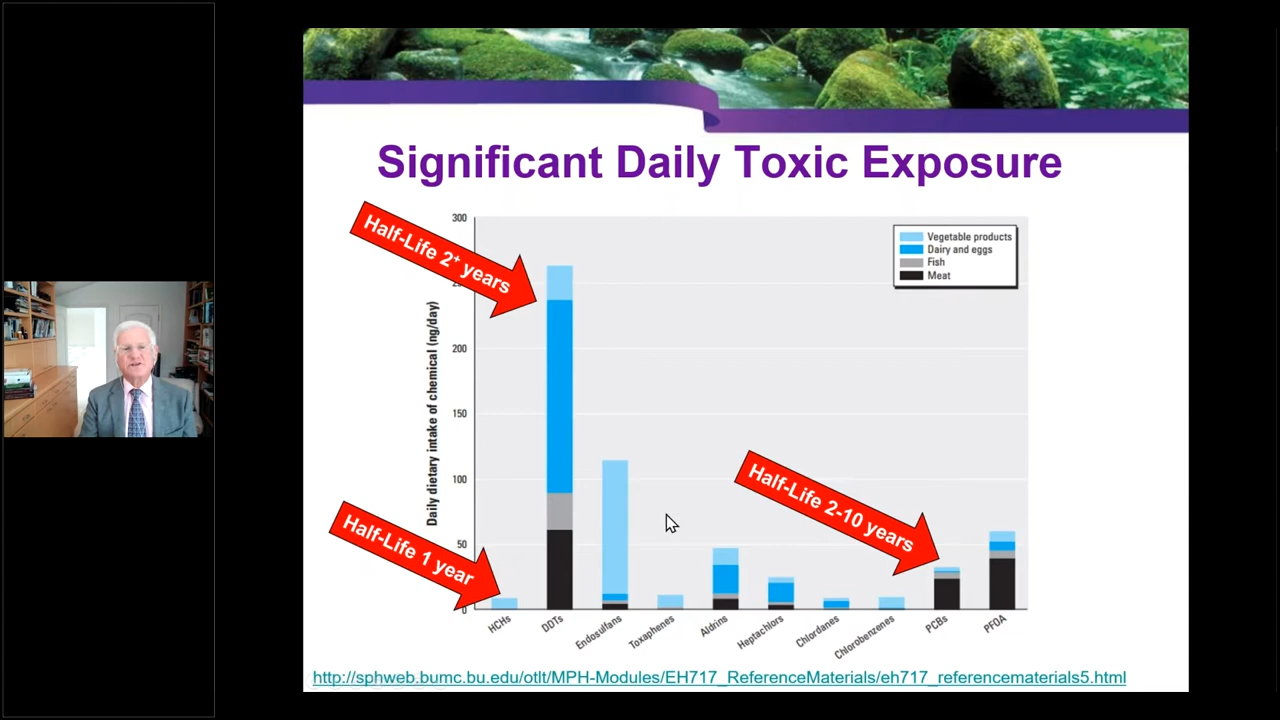 Significant Daily Toxic Exposure
Half-Life 2+ years
Half-Life 1 year
Half-Life 2-10 years
Daily dietary intake of chemical (ng/day)
300
200
150
100
50
0
Vegetable products
Dairy and eggs
Fish
Meat
HCHs
DDTs
Endosulfans
Toxaphenes
Aldrins
Heptachlors
Chlordanes
Chlorobenzenes
PCBs
PFOA
http://sphweb.bumc.bu.edu/otlt/MPH-Modules/EH717_ReferenceMaterials/eh717_referencematerials5.html